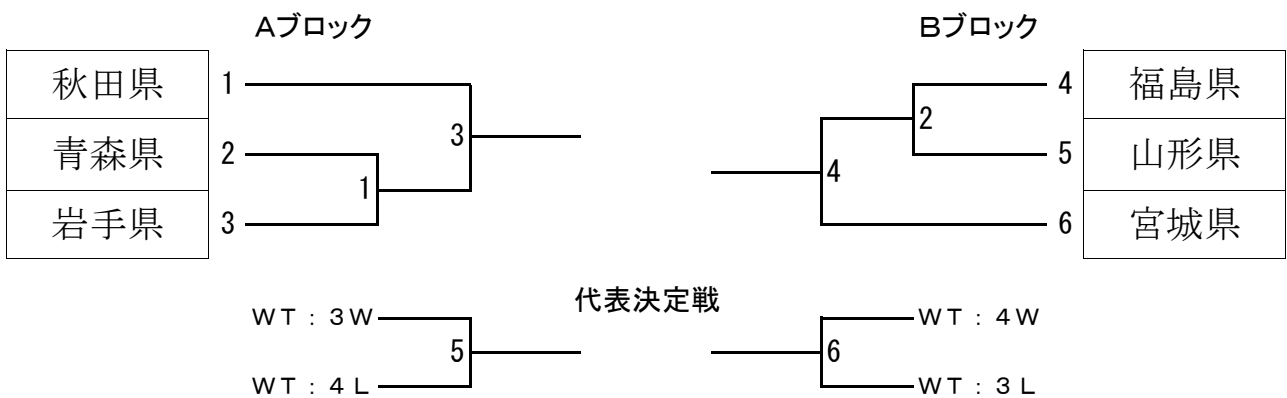 Aブロック
Bブロック
秋田県 1
4 福島県
3
2
青森県 2
5 山形県
1
4
岩手県 3
6 宮城県
代表決定戦
WT : 3W
WT : 4W
5
6
WT : 4L
WT : 3L